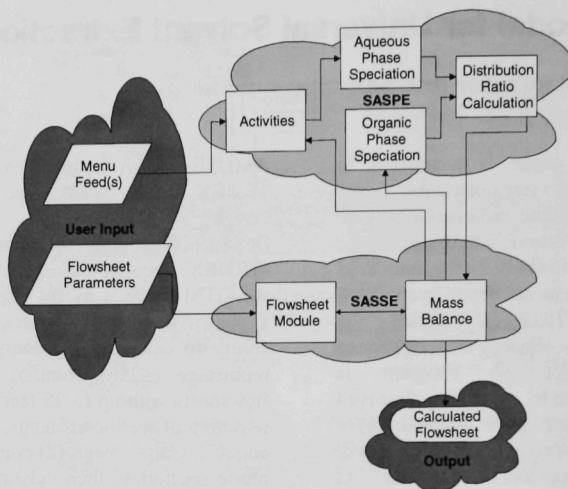 Aqueous
Phase
Speciation
SASPE
Distribution
Ratio
Calculation
Activities
Organic
Phase
Speciation
Menu
Feed(s)
User Input
Flowsheet
Parameters
Flowsheet
Module
SASSE
Mass
Balance
Calculated
Flowsheet
Output